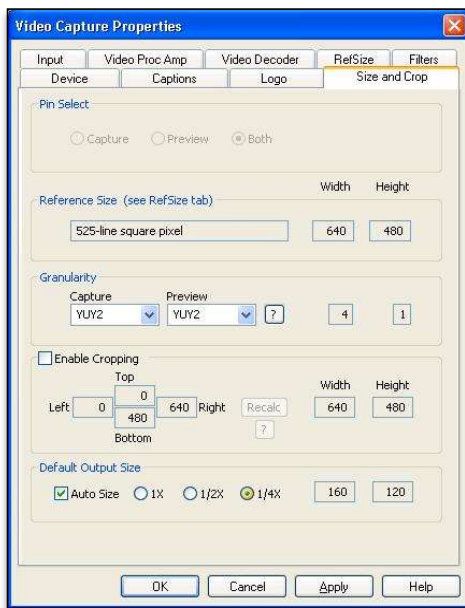 Video Capture Properties
Input Video Proc Amp Video Decoder RefSize Filters
Device Captions Logo Size and Crop
Pin Select
Capture Preview Both
Width Height
Reference Size (see RefSize tab)
525-line square pixel 640 480
Granularity
Capture Preview
YUY2 YUY2 ? 4 1
Enable Cropping
Top Width Height
Left 0 0 640 Right Recalc 640 480
480
Bottom ?
Default Output Size
Auto Size 1X 1/2X 1/4X 160 120
OK Cancel Apply Help